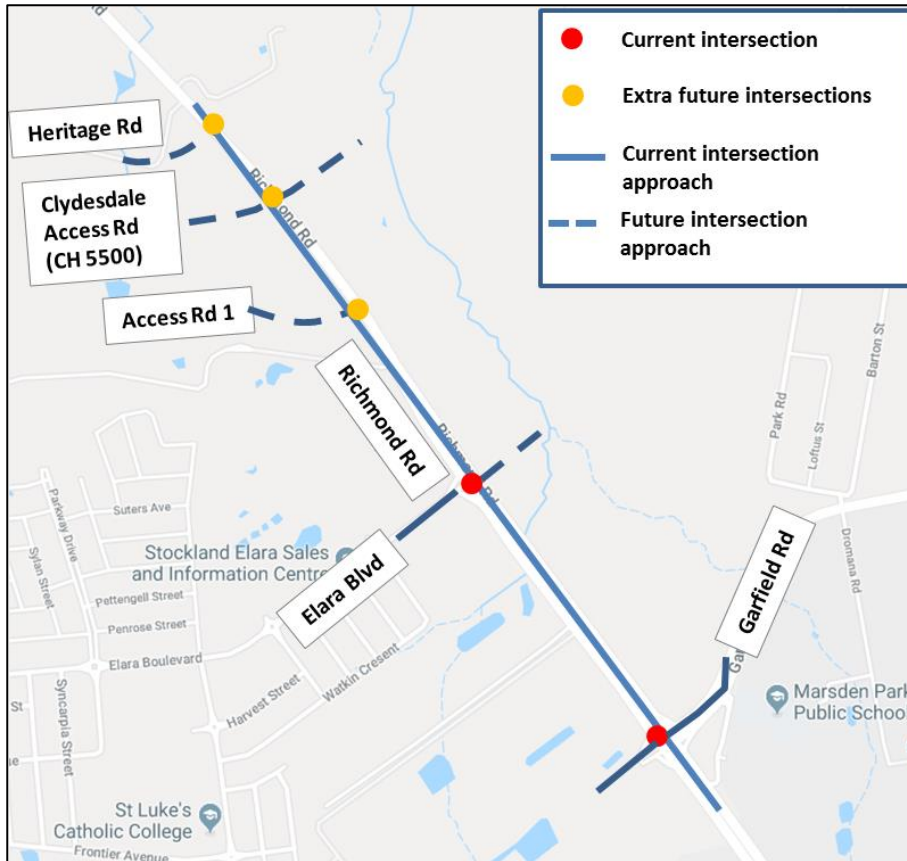 Current intersection
Extra future intersections
Current intersection
approach
Future intersection
approach
Rd
Heritage Rd
Clydesdale
Access Rd
(CH 5500)
Access Rd 1
Richmond Rd
Richmond Rd
Elara Blvd
Garfield Rd
Park Rd
Loftus St
Barton St
Dromana Rd
Parkway Drive
Suters Ave
Sylan Street
Pettengell Street
Penrose Street
Stockland Elara Sales
and Information Centre
Elara Boulevard
Harvest Street
Watkin Cresent
Syncarpia Street
St
Marsden Park
Public School
St Luke's
Catholic College
Frontier Avenue